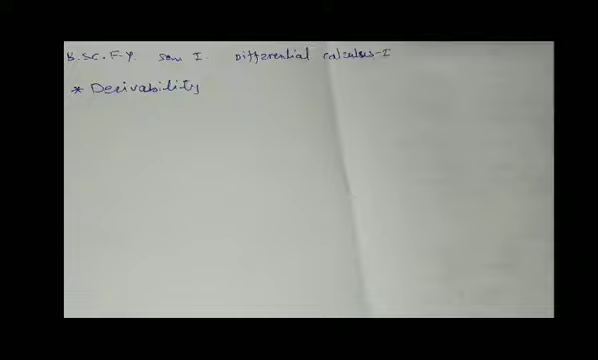 B.SC. F.Y. Sem I Differential calculus-I
* Derivability